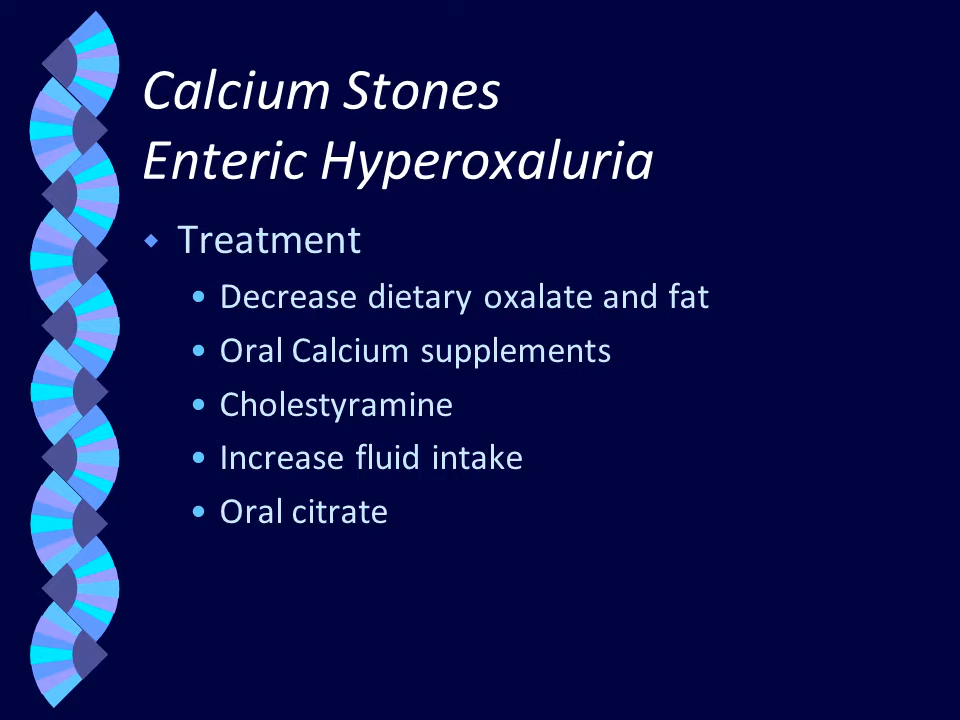 Calcium Stones
Enteric Hyperoxaluria
Treatment
Decrease dietary oxalate and fat
Oral Calcium supplements
Cholestyramine
Increase fluid intake
Oral citrate